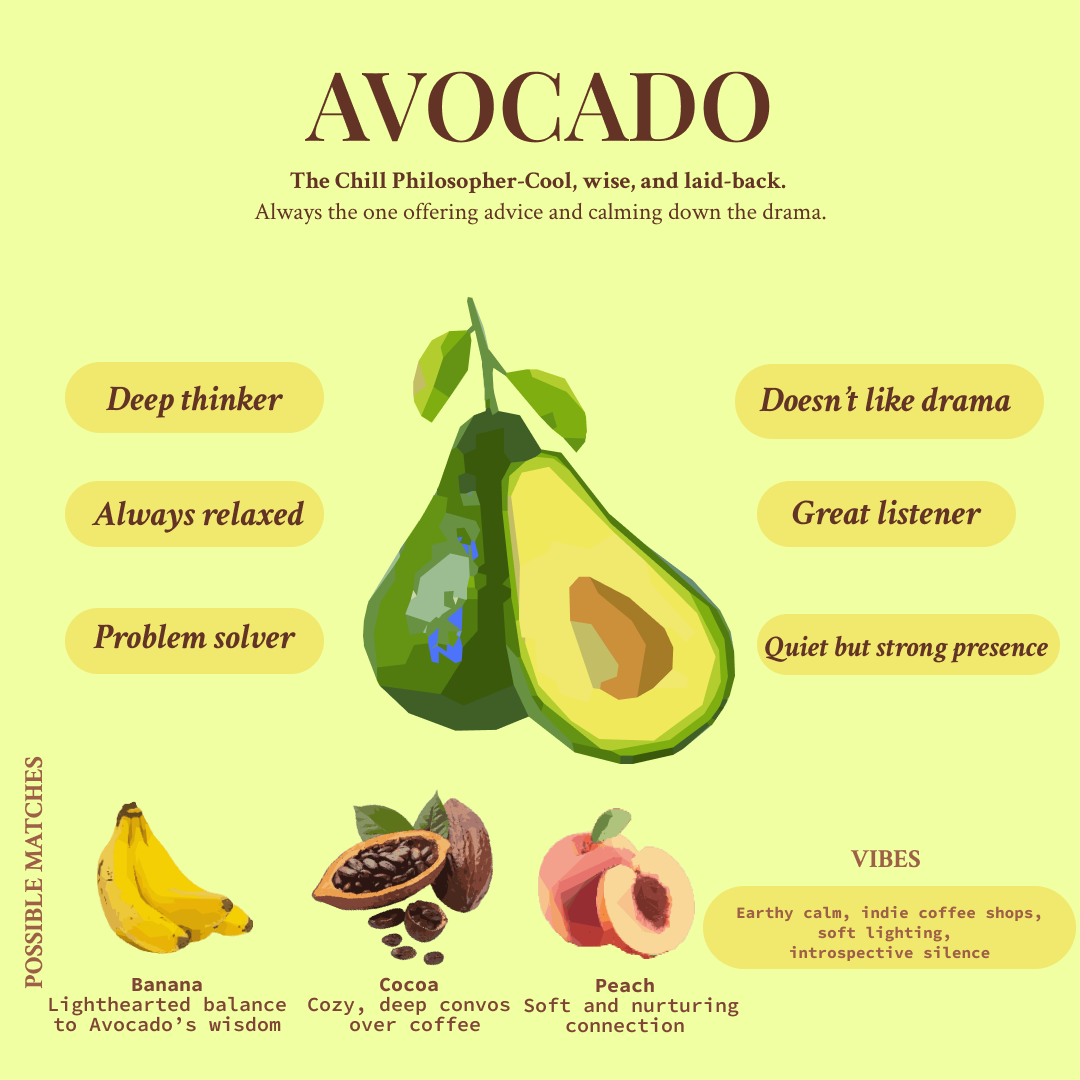 AVOCADO
The Chill Philosopher-Cool, wise, and laid-back.
Always the one offering advice and calming down the drama.
Deep thinker
Always relaxed
Problem solver
Doesn’t like drama
Great listener
Quiet but strong presence
POSSIBLE MATCHES
Banana
Lighthearted balance
to Avocado’s wisdom
Cocoa
Cozy, deep convos
over coffee
Peach
Soft and nurturing
connection
VIBES
Earthy calm, indie coffee shops,
soft lighting,
introspective silence